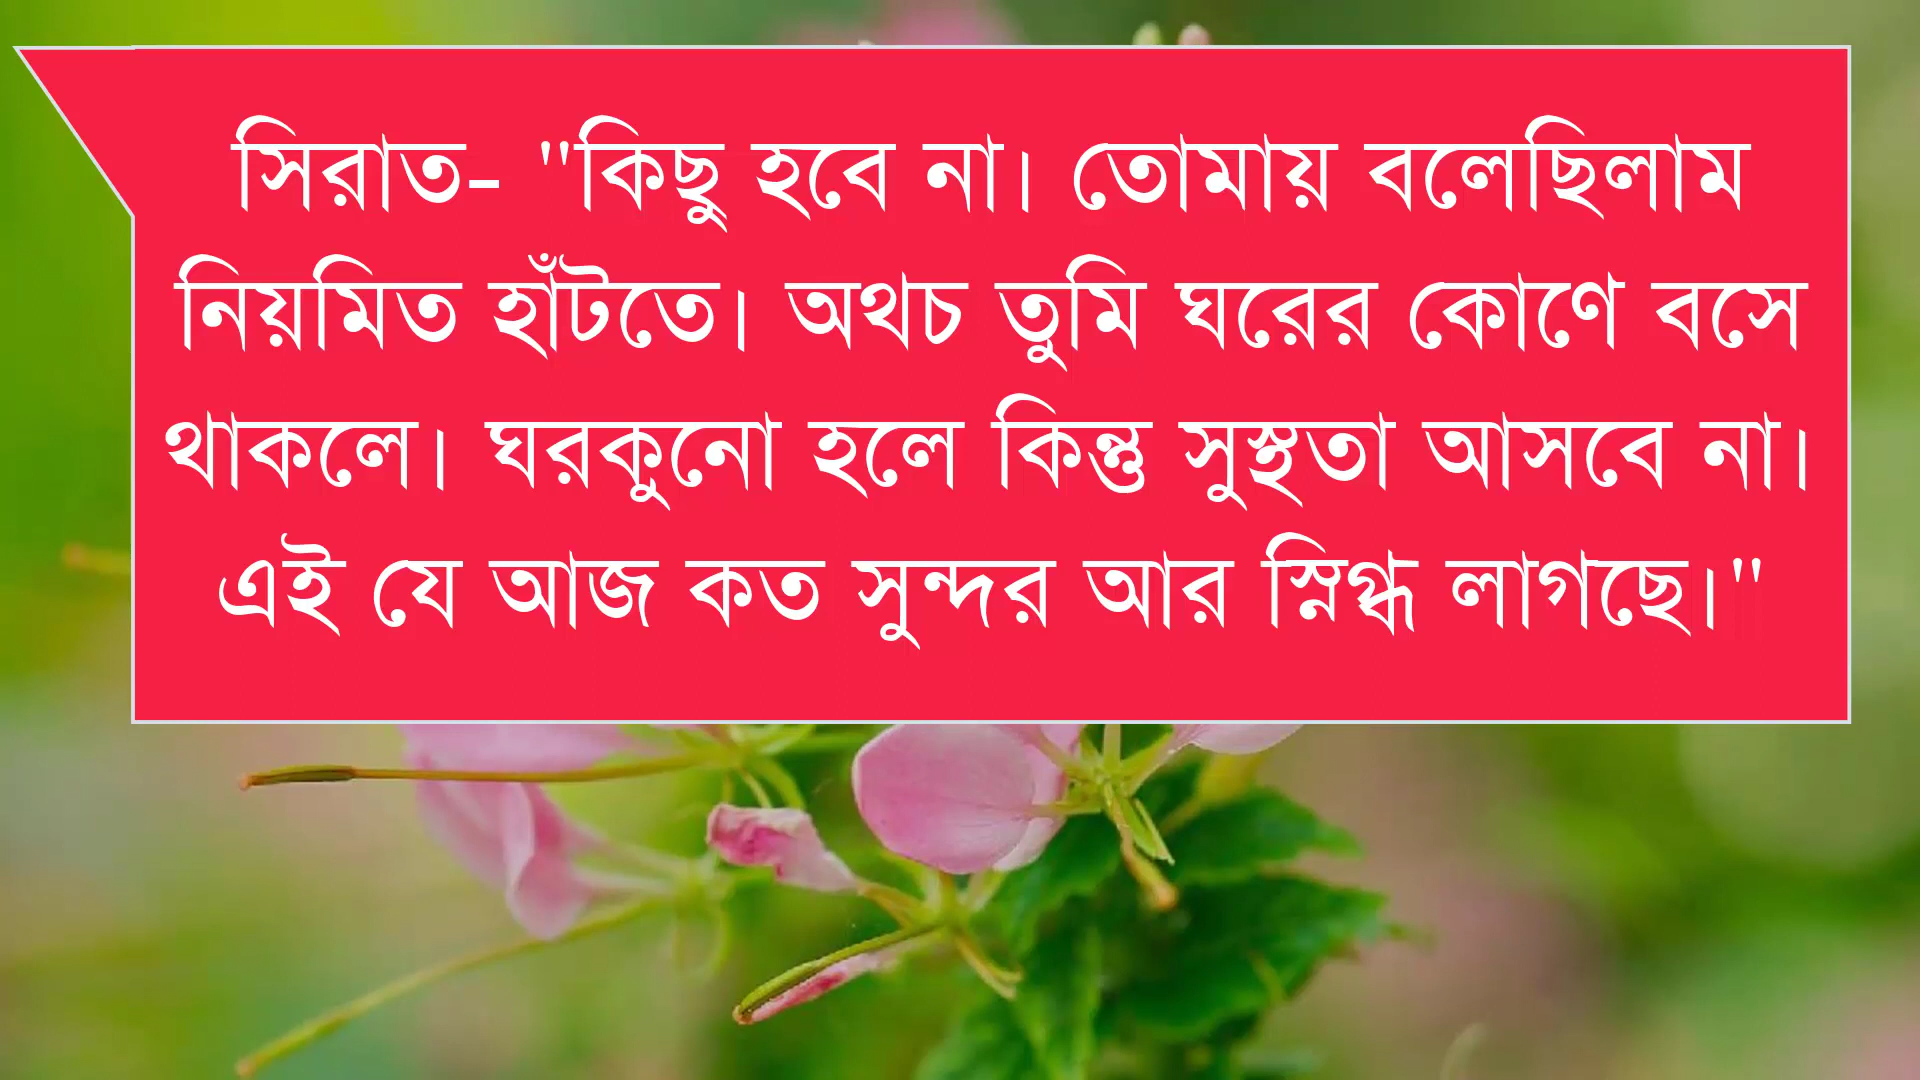 সিরাত- "কিছু হবে না। তোমায় বলেছিলাম
নিয়মিত হাঁটতে। অথচ তুমি ঘরের কোণে বসে
থাকলে। ঘরকুনো হলে কিন্তু সুস্থতা আসবে না।
এই যে আজ কত সুন্দর আর স্নিগ্ধ লাগছে।"